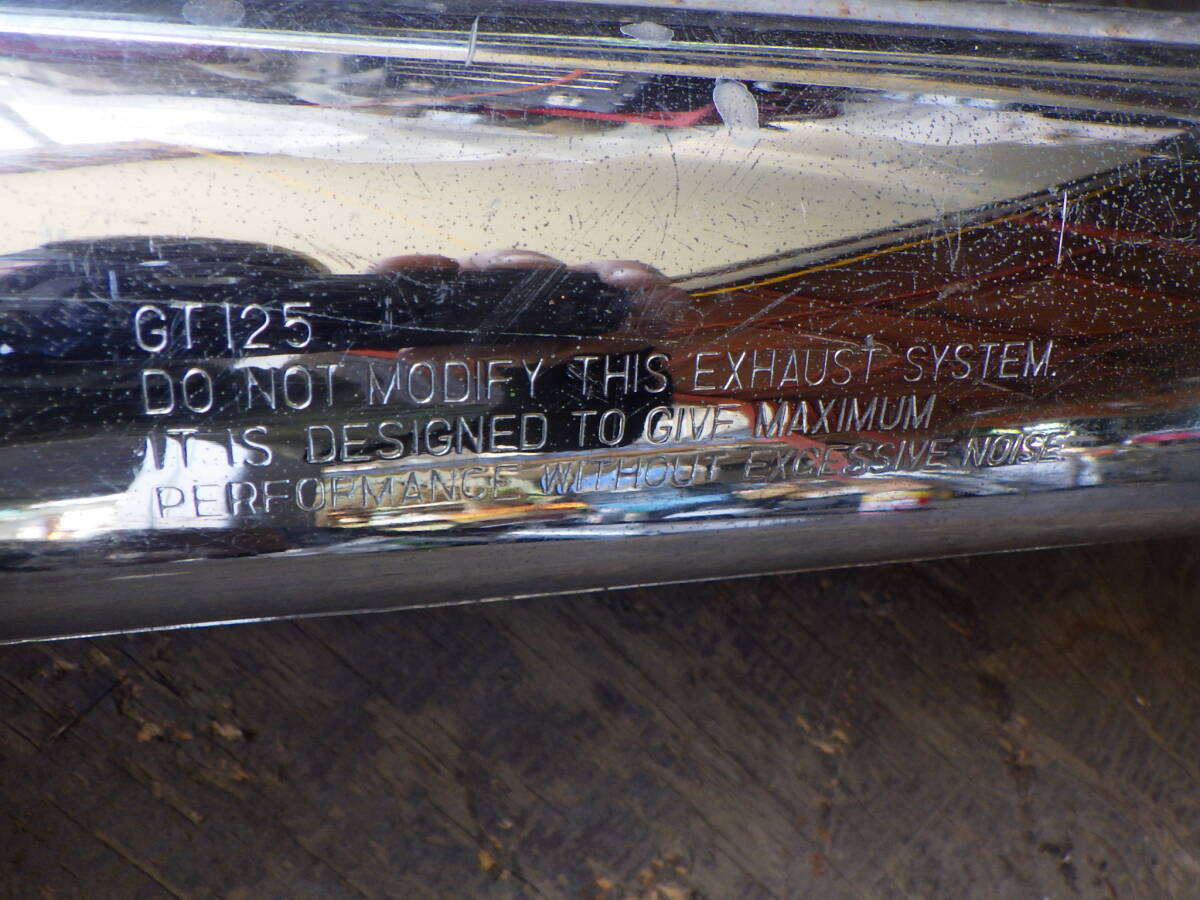 GT125
DO NOT MODIFY THIS EXHAUST SYSTEM.
IT IS DESIGNED TO GIVE MAXIMUM
PERFORMANCE WITHOUT EXCESSIVE NOISE